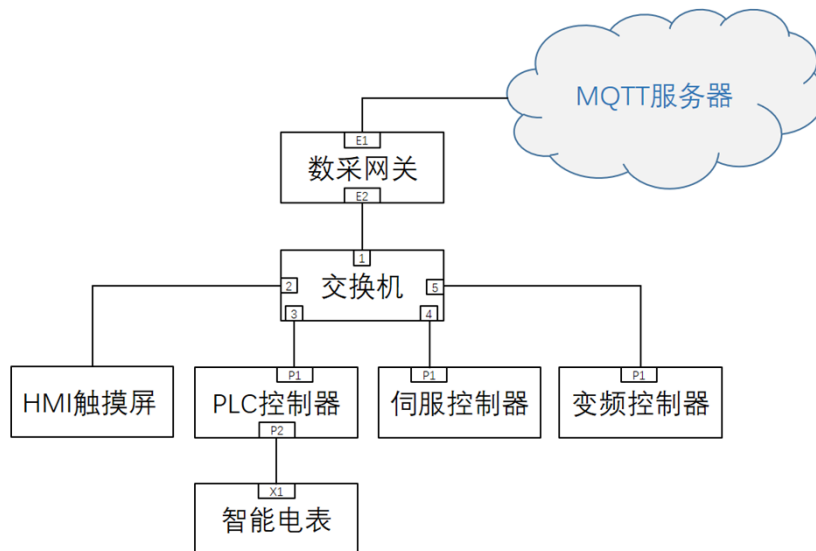 MQTT服务器
E1
数采网关
E2
1
交换机
2
5
3
4
HMI触摸屏
P1
PLC控制器
P2
P1
伺服控制器
P1
变频控制器
X1
智能电表